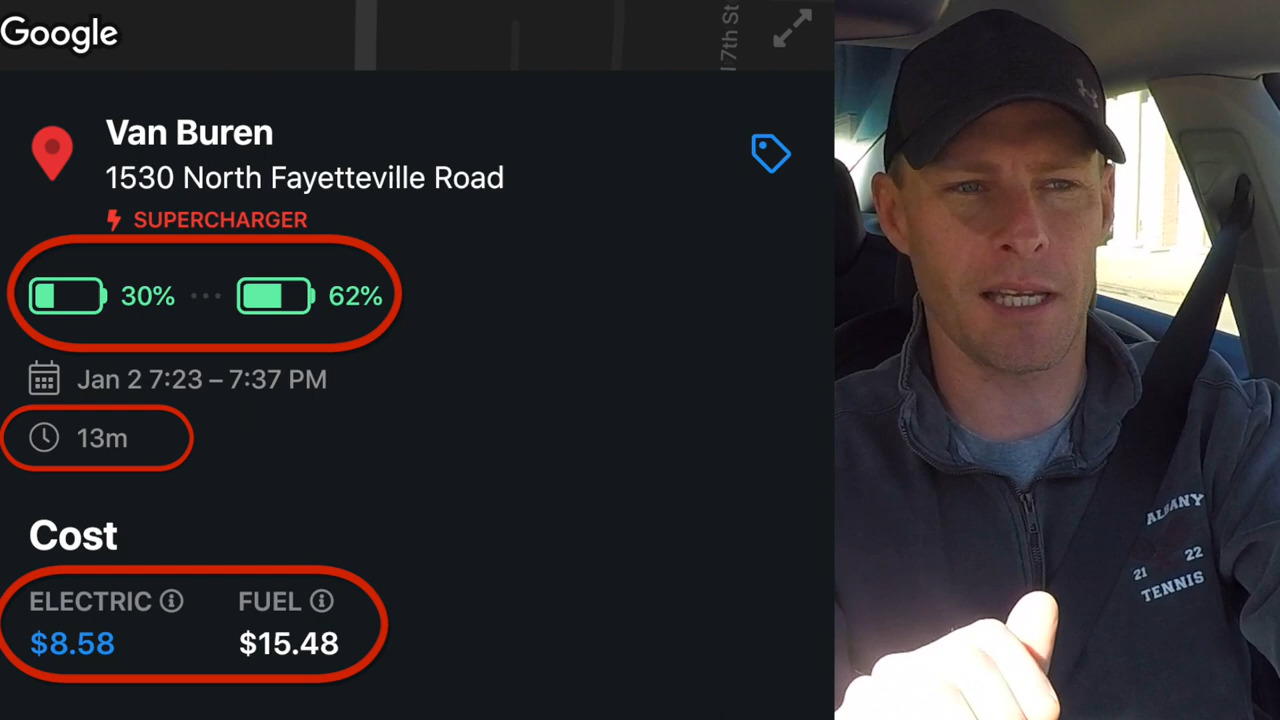 Google
l 7th St
Van Buren
1530 North Fayetteville Road
SUPERCHARGER
30% ... 62%
Jan 2 7:23 – 7:37 PM
13m
Cost
ELECTRIC FUEL
$8.58 $15.48
ALBANY
21 22
TENNIS